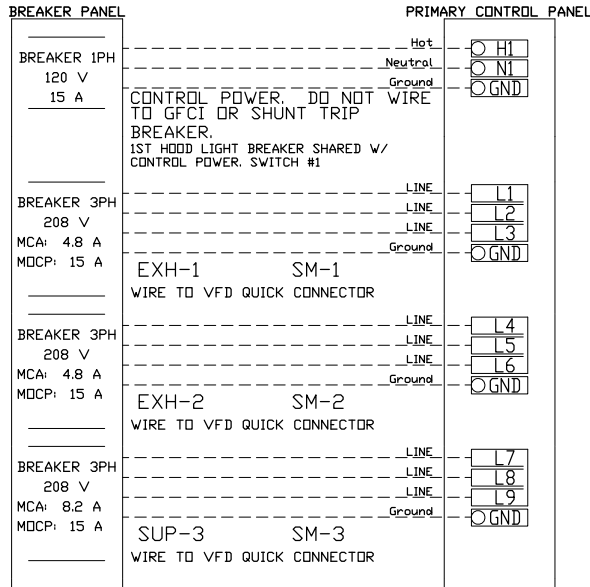 BREAKER PANEL
PRIMARY CONTROL PANEL
BREAKER 1PH
120 V
15 A
Hot
H1
Neutral
N1
Ground
GND
CONTROL POWER. DO NOT WIRE
TO GFCI OR SHUNT TRIP
BREAKER.
1ST HOOD LIGHT BREAKER SHARED W/
CONTROL POWER. SWITCH #1
BREAKER 3PH
208 V
MCA: 4.8 A
MOCP: 15 A
LINE
L1
LINE
L2
LINE
L3
Ground
GND
EXH-1 SM-1
WIRE TO VFD QUICK CONNECTOR
BREAKER 3PH
208 V
MCA: 4.8 A
MOCP: 15 A
LINE
L4
LINE
L5
LINE
L6
Ground
GND
EXH-2 SM-2
WIRE TO VFD QUICK CONNECTOR
BREAKER 3PH
208 V
MCA: 8.2 A
MOCP: 15 A
LINE
L7
LINE
L8
LINE
L9
Ground
GND
SUP-3 SM-3
WIRE TO VFD QUICK CONNECTOR